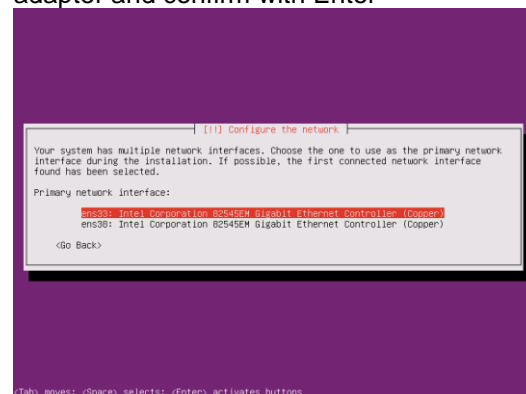 adapter and confirm with Enter
[!!] Configure the network
Your system has multiple network interfaces. Choose the one to use as the primary network
interface during the installation. If possible, the first connected network interface
found has been selected.
Primary network interface:
ens33: Intel Corporation 82545EM Gigabit Ethernet Controller (Copper)
ens38: Intel Corporation 82545EM Gigabit Ethernet Controller (Copper)
<Go Back>
<Tab> moves; <Space> selects; <Enter> activates buttons